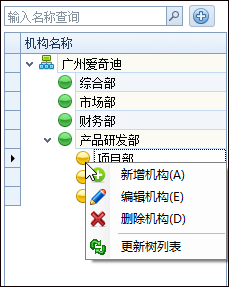 输入名称查询
机构名称
广州爱奇迪
综合部
市场部
财务部
产品研发部
项目部
新增机构(A)
编辑机构(E)
删除机构(D)
更新树列表